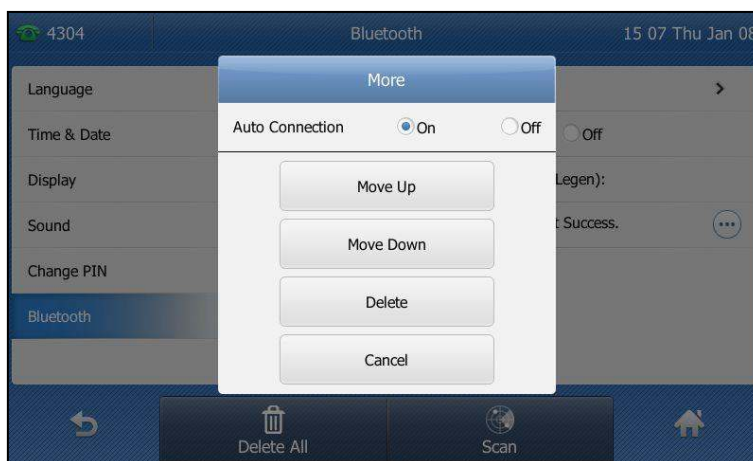 4304 Bluetooth 15 07 Thu Jan 08
More
Language
Auto Connection On Off
Time & Date Off
Move Up
Display Legen):
Sound t Success.
Move Down
Change PIN
Delete
Bluetooth
Cancel
Delete All Scan